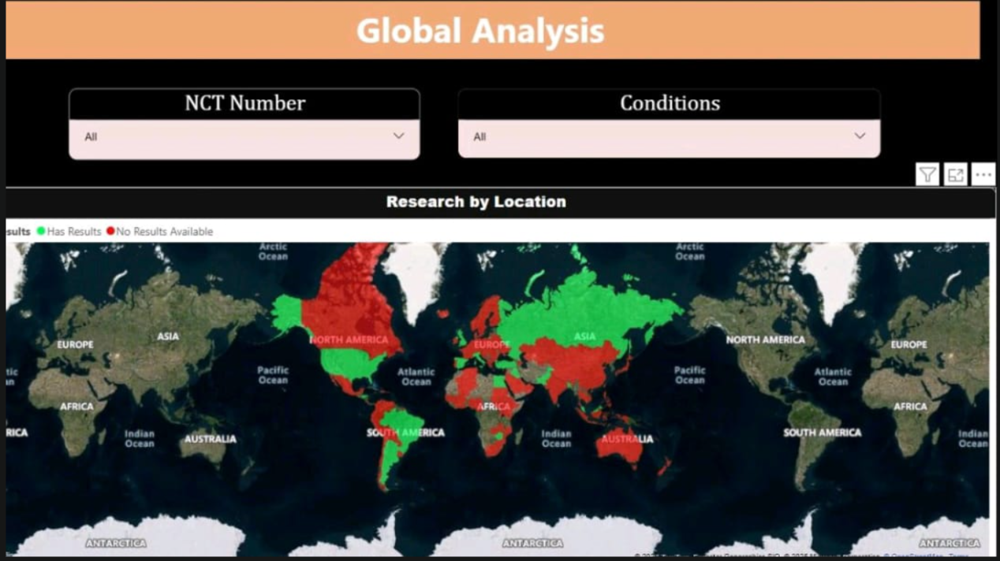 Global Analysis
NCT Number
Conditions
All
All
Research by Location
sults Has Results No Results Available
Arctic
Ocean
Arctic
Ocean
EUROPE
ASIA
NORTH AMERICA
EUROPE
ASIA
NORTH AMERICA
EUROPE
Pacific
Ocean
Atlantic
Ocean
Pacific
Ocean
Atlantic
Ocean
tic
an
AFRICA
AFRICA
AFRICA
RICA
Indian
Ocean
AUSTRALIA
SOUTH AMERICA
Indian
Ocean
AUSTRALIA
SOUTH AMERICA
Indian
Ocean
ANTARCTICA
ANTARCTICA
ANTARCTICA